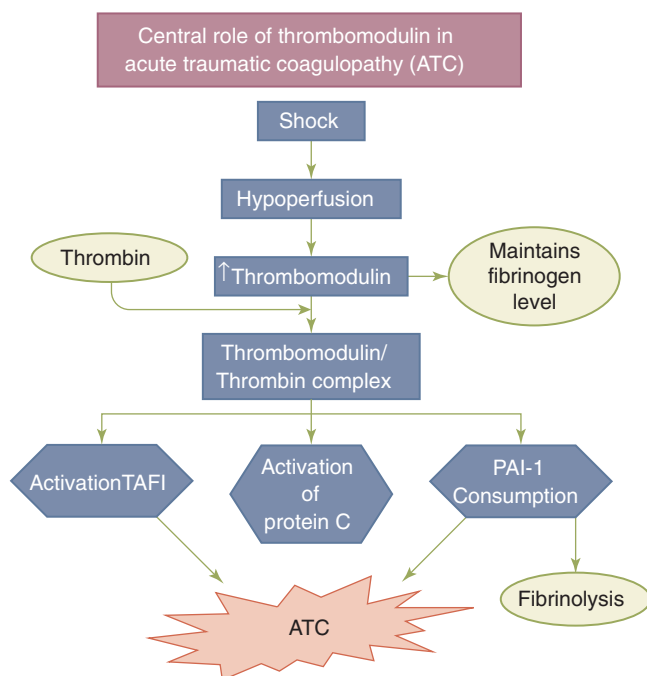 Central role of thrombomodulin in
acute traumatic coagulopathy (ATC)
Shock
Hypoperfusion
Thrombin
↑Thrombomodulin
Maintains
fibrinogen
level
Thrombomodulin/
Thrombin complex
ActivationTAFI
Activation
of
protein C
PAI-1
Consumption
ATC
Fibrinolysis